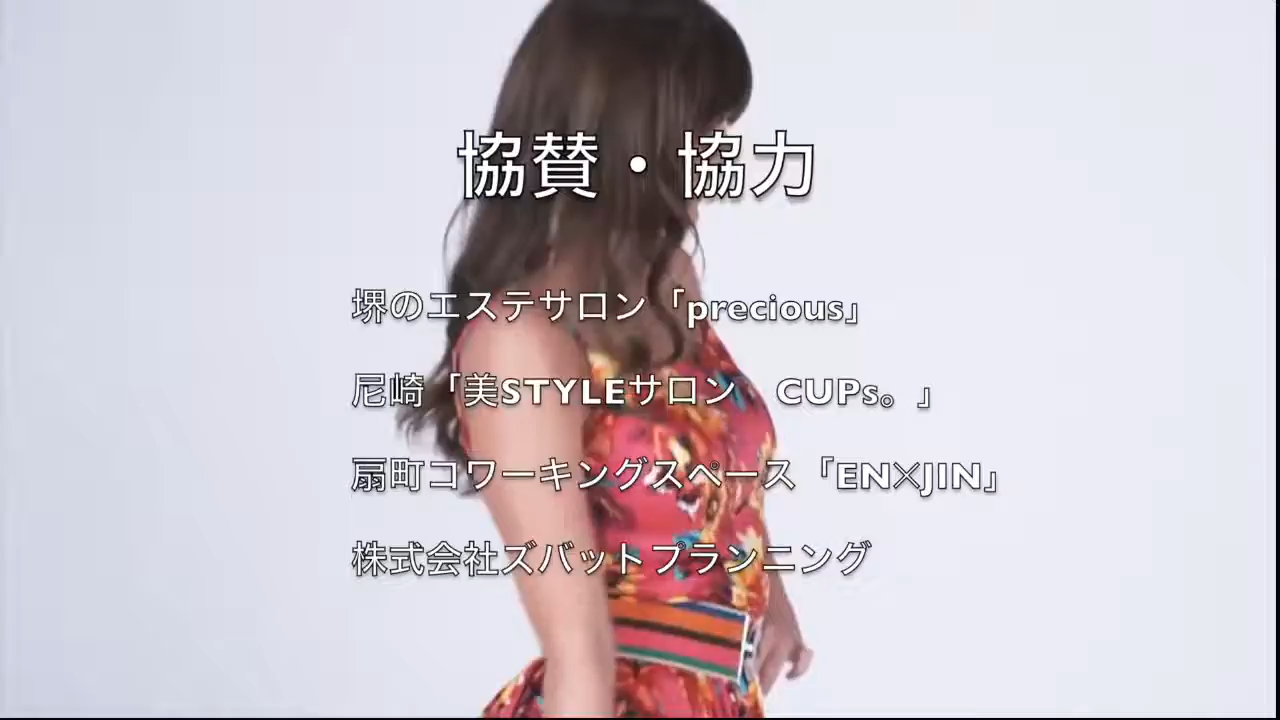 協賛・協力
堺のエステサロン「precious」
尼崎「美STYLEサロン　CUPs。」
扇町コワーキングスペース「EN×JIN」
株式会社ズバットプランニング